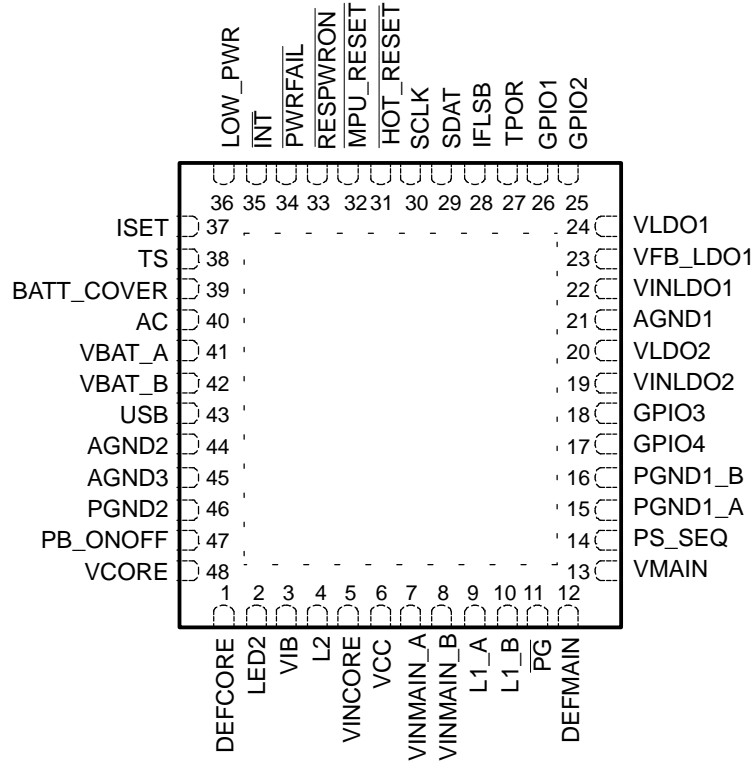 LOW_PWR
INT
PWRFAIL
RESPWRON
MPU_RESET
HOT_RESET
SCLK
SDAT
IFLSB
TPOR
GPIO1
GPIO2
36 35 34 33 32 31 30 29 28 27 26 25
ISET 37 24 VLDO1
TS 38 23 VFB_LDO1
BATT_COVER 39 22 VINLDO1
AC 40 21 AGND1
VBAT_A 41 20 VLDO2
VBAT_B 42 19 VINLDO2
USB 43 18 GPIO3
AGND2 44 17 GPIO4
AGND3 45 16 PGND1_B
PGND2 46 15 PGND1_A
PB_ONOFF 47 14 PS_SEQ
VCORE 48 13 VMAIN
1 2 3 4 5 6 7 8 9 10 11 12
DEFCORE
LED2
VIB
L2
VINCORE
VCC
VINMAIN_A
VINMAIN_B
L1_A
L1_B
PG
DEFMAIN